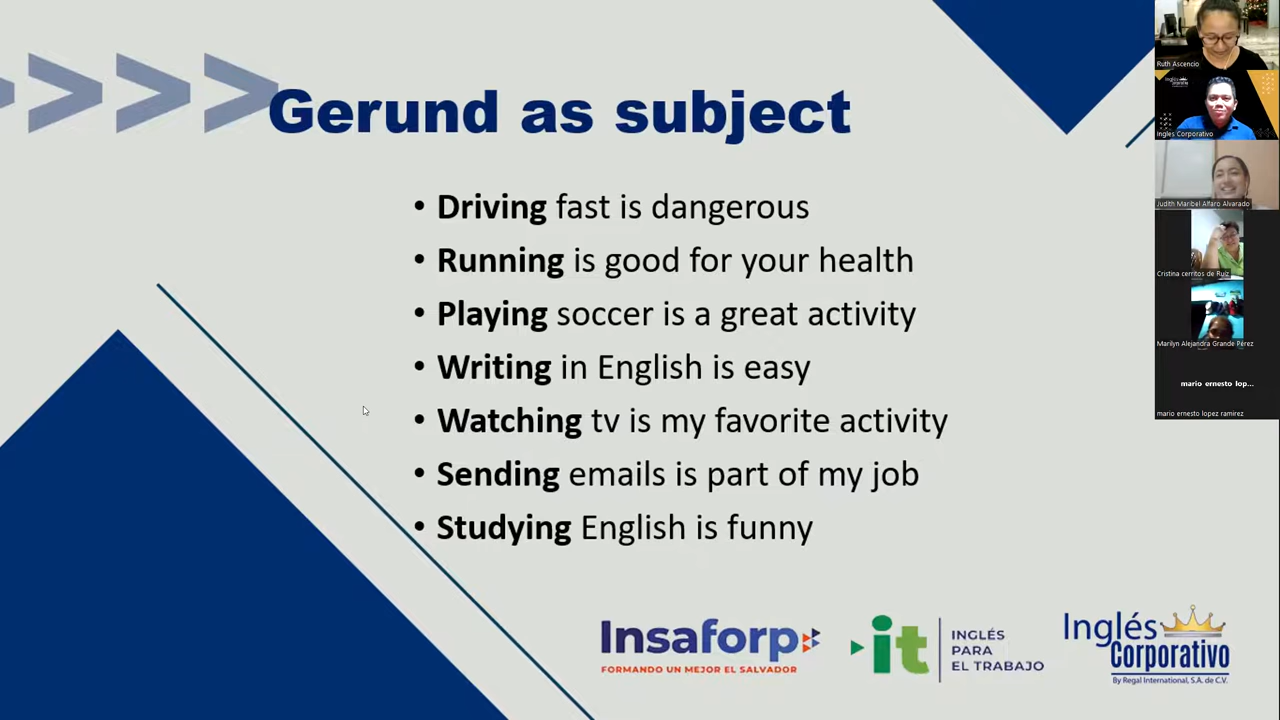 Gerund as subject
• Driving fast is dangerous
• Running is good for your health
• Playing soccer is a great activity
• Writing in English is easy
• Watching tv is my favorite activity
• Sending emails is part of my job
• Studying English is funny
Insaforp
FORMANDO UN MEJOR EL SALVADOR
it
INGLÉS
PARA
EL TRABAJO
Inglés
Corporativo
By Regal International, S.A. de C.V.
Ruth Ascencio
Ingles Corporativo
Judith Maribel Alfaro Alvarado
Cristina cerritos de Ruiz
Marilyn Alejandra Grande Pérez
mario ernesto lop...
mario ernesto lopez ramirez